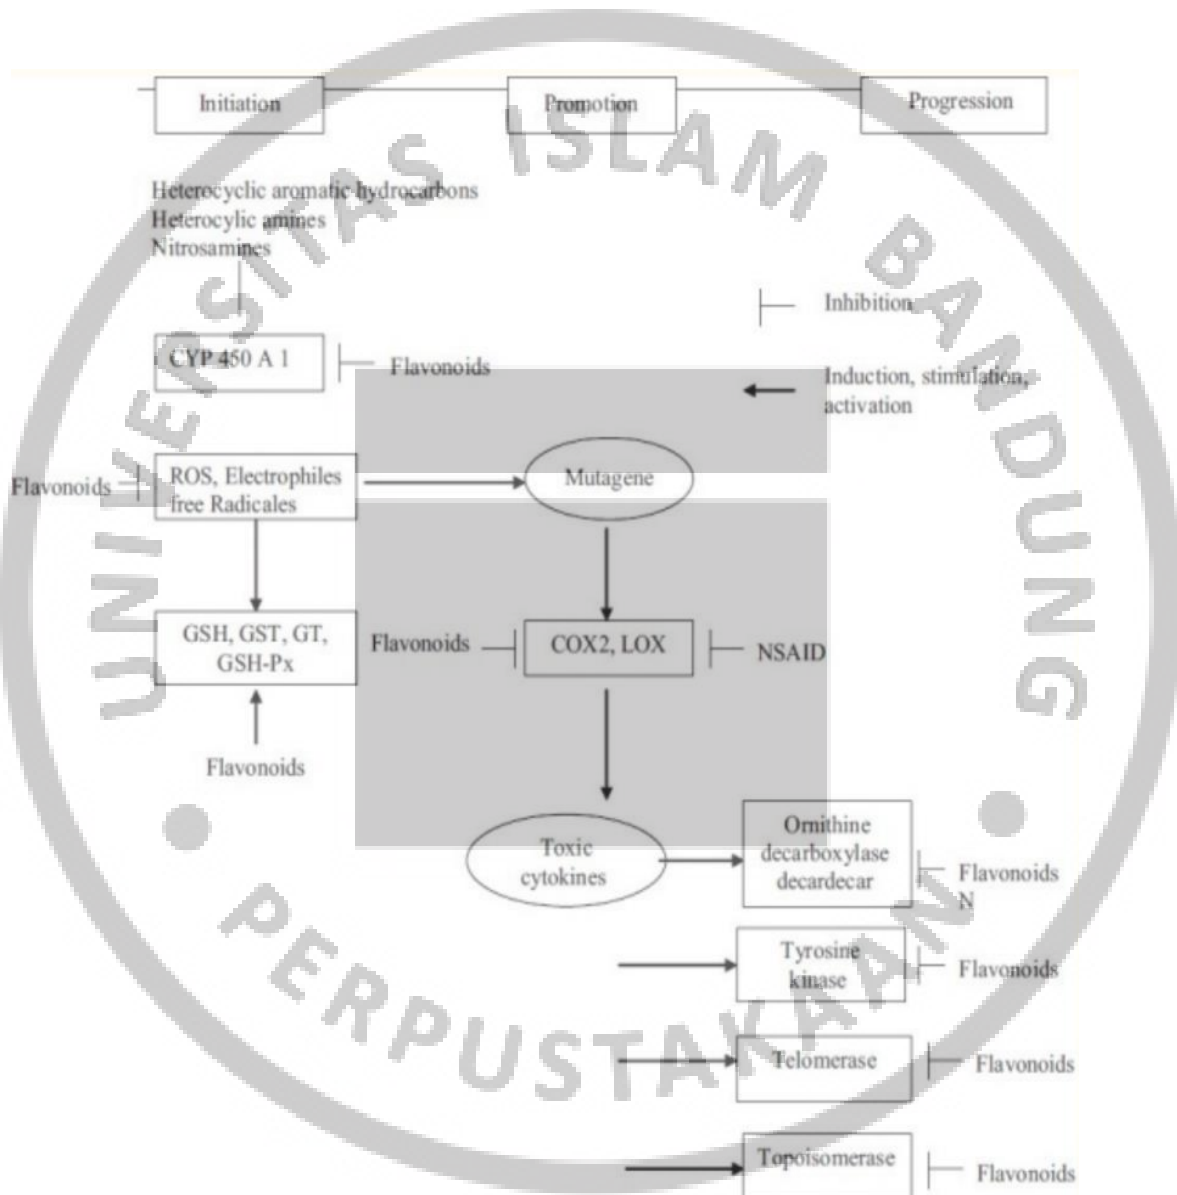 Initiation
Promotion
Progression
UNIVERSITAS ISLAM BANDUNG
Heterocyclic aromatic hydrocarbons
Heterocylic amines
Nitrosamines
Inhibition
CYP 450 A 1
Flavonoids
Induction, stimulation,
activation
Flavonoids
ROS, Electrophiles
free Radicales
Mutagene
GSH, GST, GT,
GSH-Px
Flavonoids
COX2, LOX
NSAID
Flavonoids
Toxic
cytokines
Ornithine
decarboxylase
decardecar
Flavonoids
N
Tyrosine
kinase
Flavonoids
Telomerase
Flavonoids
Topoisomerase
Flavonoids
PERPUSTAKAAN